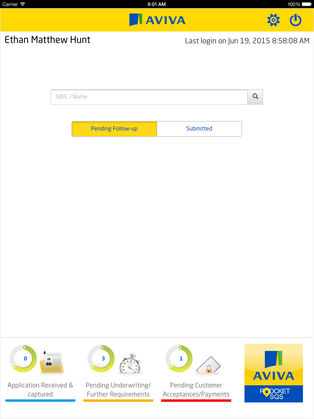 Carrier 9:01 AM 100%
AVIVA
Ethan Matthew Hunt
Last login on Jun 19, 2015 8:58:08 AM
NRIC / Name
Pending Follow-up Submitted
0 3 1
Application Received & captured
Pending Underwriting/ Further Requirements
Pending Customer Acceptances/Payments
AVIVA
POCKET
SQS